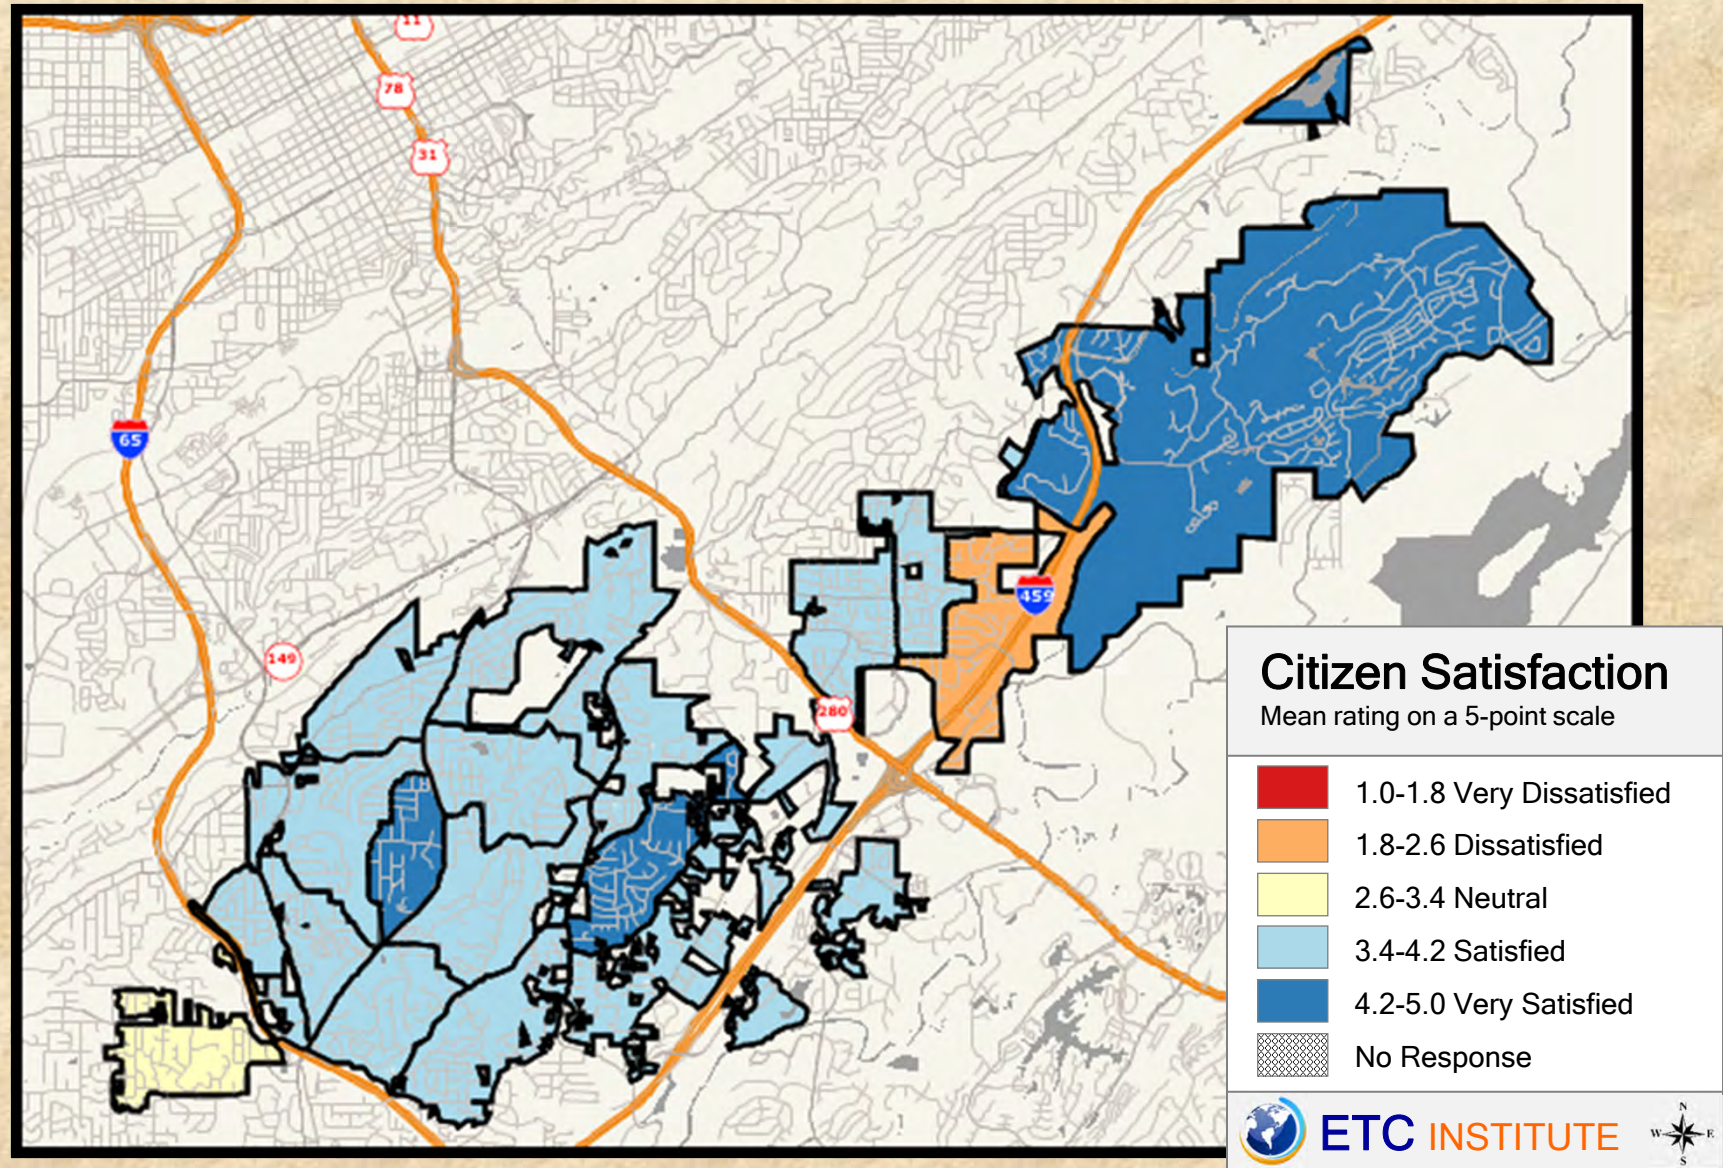 11
78
31
65
149
459
280
Citizen Satisfaction
Mean rating on a 5-point scale
1.0-1.8 Very Dissatisfied
1.8-2.6 Dissatisfied
2.6-3.4 Neutral
3.4-4.2 Satisfied
4.2-5.0 Very Satisfied
No Response
ETC INSTITUTE
N
W E
S